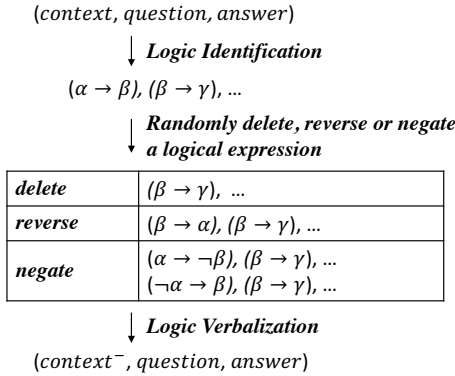 (context, question, answer)
Logic Identification
(α → β), (β → γ), ...
Randomly delete, reverse or negate
a logical expression
delete (β → γ), ...
reverse (β → α), (β → γ), ...
negate (α → ¬β), (β → γ), ...
(¬α → β), (β → γ), ...
Logic Verbalization
(context⁻, question, answer)